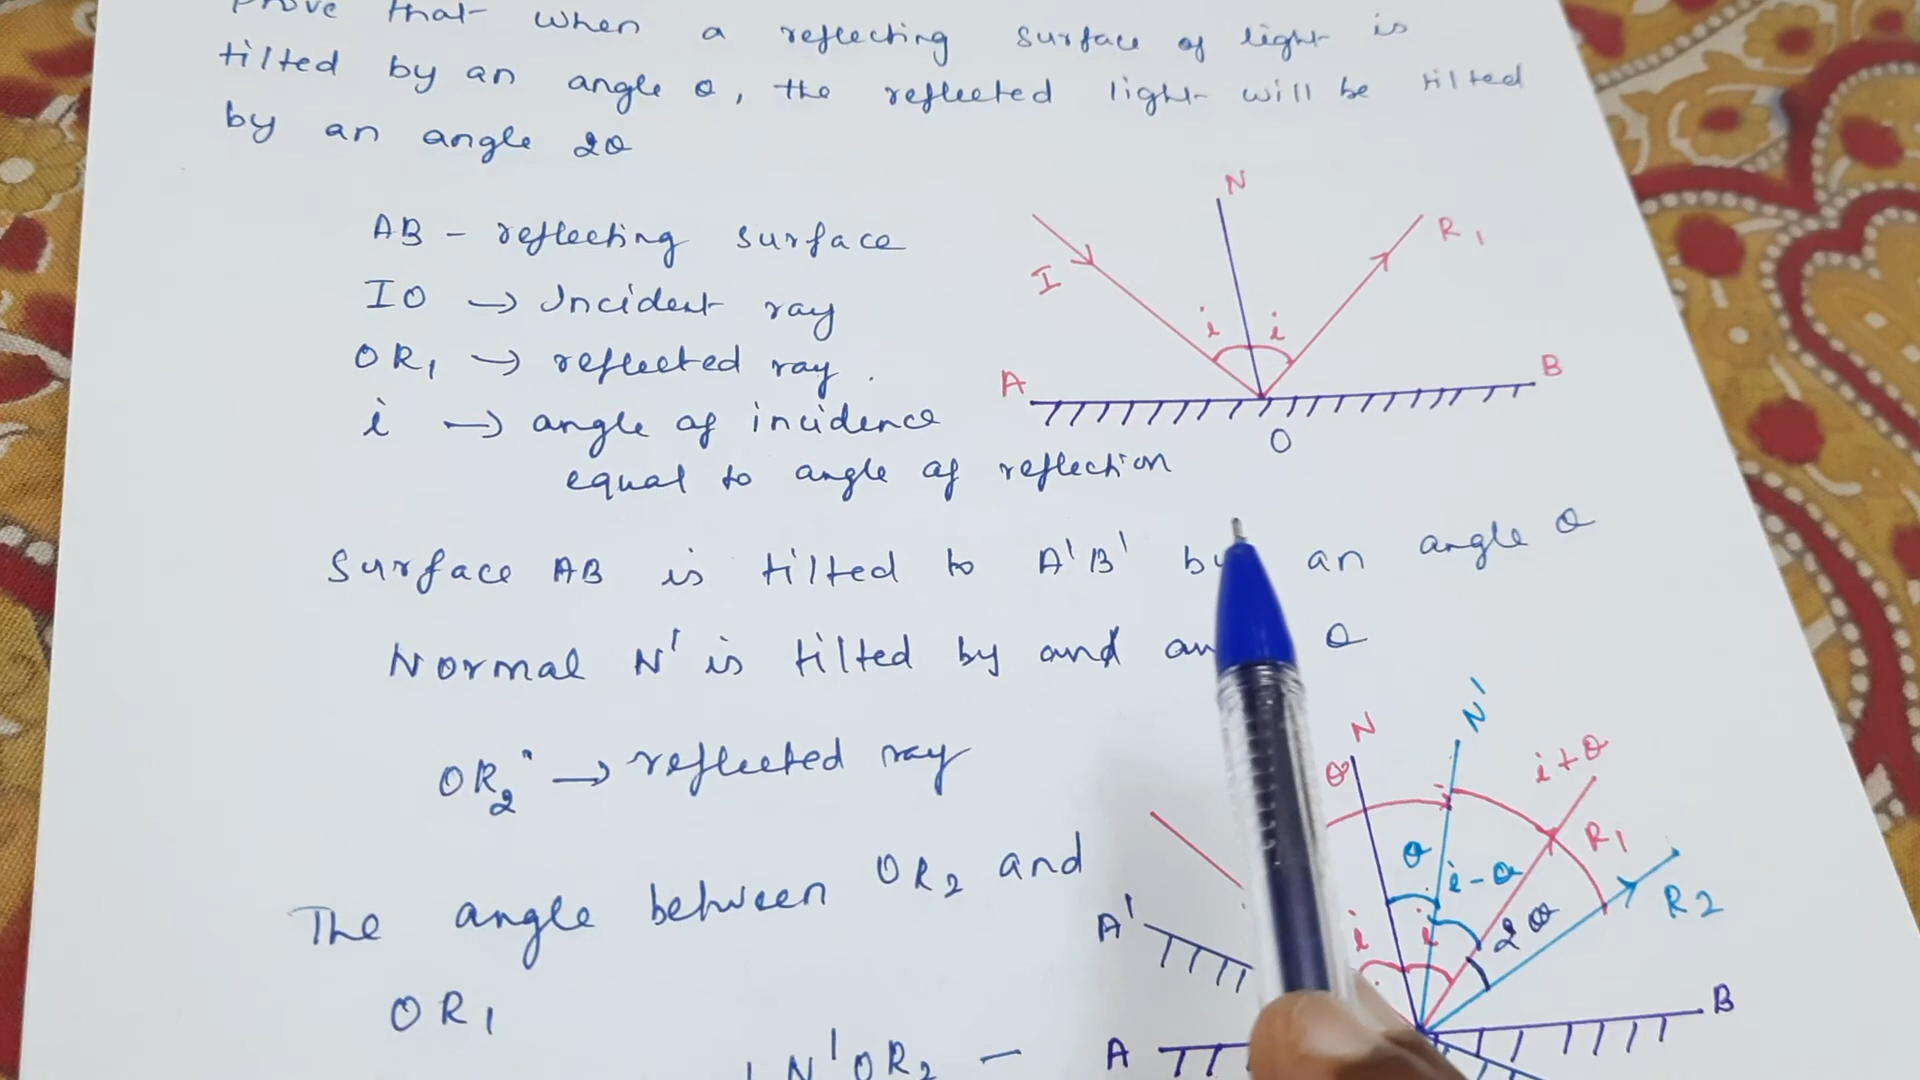 Prove that when a reflecting surface of light is
tilted by an angle θ, the reflected light will be tilted
by an angle 2θ
N
R1
I
i i
A
B
O
AB - reflecting surface
IO → Incident ray
OR1 → reflected ray.
i → angle of incidence
equal to angle of reflection
Surface AB is tilted to A'B' by an angle θ
Normal N' is tilted by and an θ
OR2 → reflected ray
The angle between OR2 and
OR1
N'OR2 -
N
N'
θ
i+θ
R1
θ
i-θ
R2
2θ
i i
A'
A
B